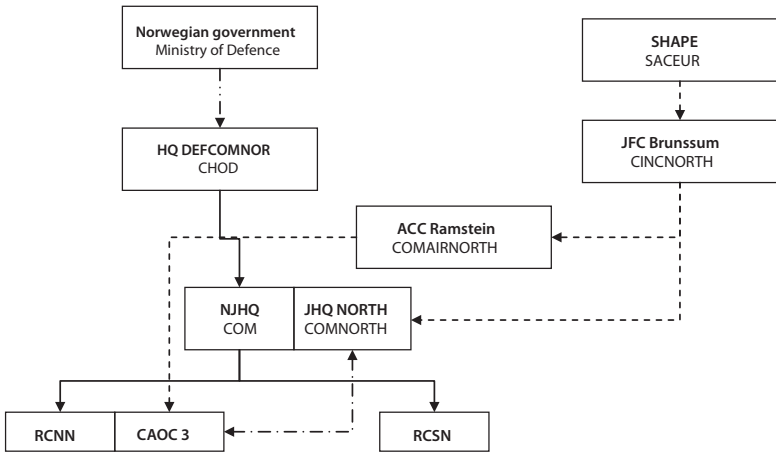 Norwegian government
Ministry of Defence
SHAPE
SACEUR
HQ DEFCOMNOR
CHOD
JFC Brunssum
CINCNORTH
ACC Ramstein
COMAIRNORTH
NJHQ
COM
JHQ NORTH
COMNORTH
RCNN
CAOC 3
RCSN